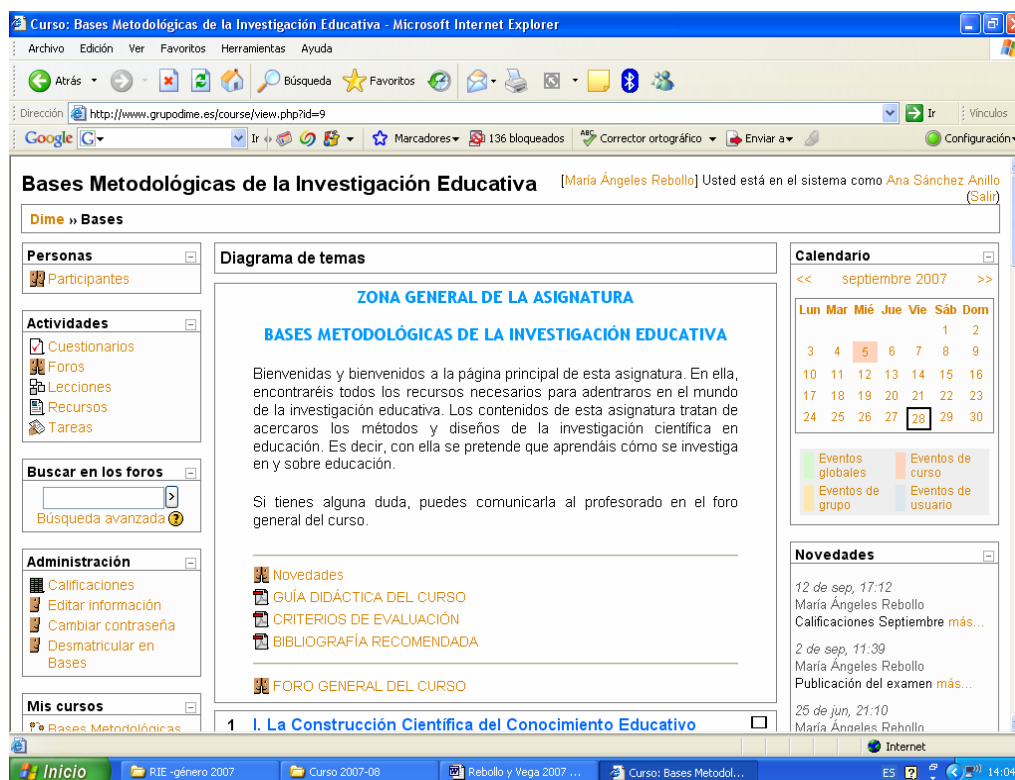 Curso: Bases Metodológicas de la Investigación Educativa - Microsoft Internet Explorer
Archivo Edición Ver Favoritos Herramientas Ayuda
Atrás Búsqueda Favoritos
Dirección http://www.grupodime.es/course/view.php?id=9 Ir Vínculos
Google G Ir Marcadores 136 bloqueados ABC Corrector ortográfico Enviar a Configuración
Bases Metodológicas de la Investigación Educativa
[María Ángeles Rebollo] Usted está en el sistema como Ana Sánchez Anillo
(Salir)
Dime » Bases
Personas
Participantes
Actividades
Cuestionarios
Foros
Lecciones
Recursos
Tareas
Buscar en los foros
>
Búsqueda avanzada ?
Administración
Calificaciones
Editar información
Cambiar contraseña
Desmatricular en
Bases
Mis cursos
Bases Metodológicas
Diagrama de temas
ZONA GENERAL DE LA ASIGNATURA
BASES METODOLÓGICAS DE LA INVESTIGACIÓN EDUCATIVA
Bienvenidas y bienvenidos a la página principal de esta asignatura. En ella,
encontraréis todos los recursos necesarios para adentraros en el mundo
de la investigación educativa. Los contenidos de esta asignatura tratan de
acercaros los métodos y diseños de la investigación científica en
educación. Es decir, con ella se pretende que aprendáis cómo se investiga
en y sobre educación.
Si tienes alguna duda, puedes comunicarla al profesorado en el foro
general del curso.
Novedades
GUÍA DIDÁCTICA DEL CURSO
CRITERIOS DE EVALUACIÓN
BIBLIOGRAFÍA RECOMENDADA
FORO GENERAL DEL CURSO
1 I. La Construcción Científica del Conocimiento Educativo
Calendario
<< septiembre 2007 >>
Lun Mar Mié Jue Vie Sáb Dom
1 2
3 4 5 6 7 8 9
10 11 12 13 14 15 16
17 18 19 20 21 22 23
24 25 26 27 28 29 30
Eventos globales
Eventos de curso
Eventos de grupo
Eventos de usuario
Novedades
12 de sep, 17:12
María Ángeles Rebollo
Calificaciones Septiembre más...
2 de sep, 11:39
María Ángeles Rebollo
Publicación del examen más...
25 de jun, 21:10
María Ángeles Rebollo
Internet
Inicio RIE -género 2007 Curso 2007-08 Rebollo y Vega 2007 ... Curso: Bases Metodol... ES 14:04